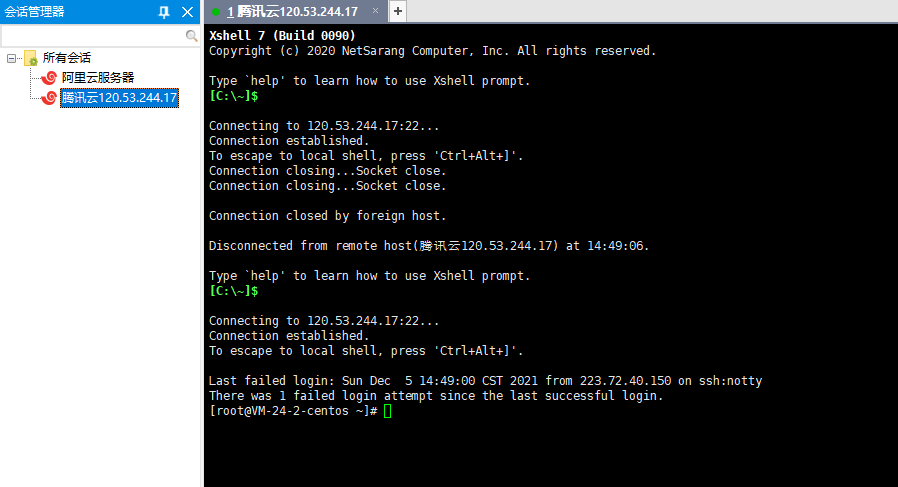 会话管理器
所有会话
阿里云服务器
腾讯云120.53.244.17
1 腾讯云120.53.244.17 × +
Xshell 7 (Build 0090)
Copyright (c) 2020 NetSarang Computer, Inc. All rights reserved.
Type `help' to learn how to use Xshell prompt.
[C:\~]$
Connecting to 120.53.244.17:22...
Connection established.
To escape to local shell, press 'Ctrl+Alt+]'.
Connection closing...Socket close.
Connection closing...Socket close.
Connection closed by foreign host.
Disconnected from remote host(腾讯云120.53.244.17) at 14:49:06.
Type `help' to learn how to use Xshell prompt.
[C:\~]$
Connecting to 120.53.244.17:22...
Connection established.
To escape to local shell, press 'Ctrl+Alt+]'.
Last failed login: Sun Dec  5 14:49:00 CST 2021 from 223.72.40.150 on ssh:notty
There was 1 failed login attempt since the last successful login.
[root@VM-24-2-centos ~]#